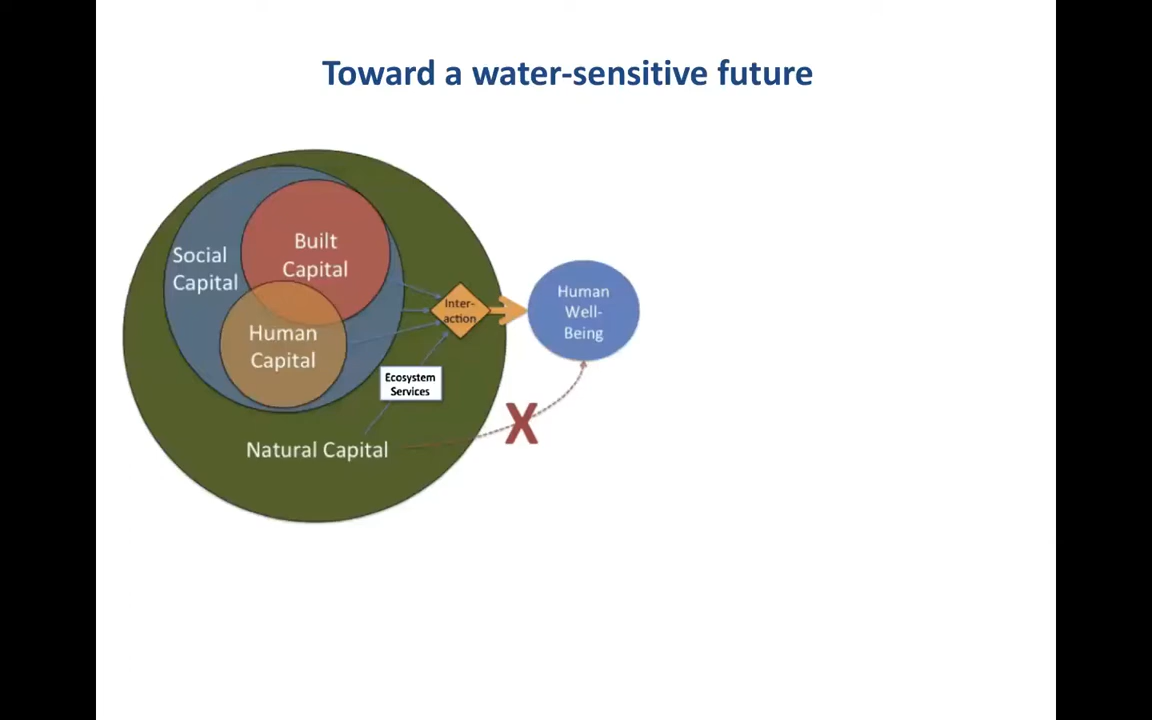 Toward a water-sensitive future
Social
Capital
Built
Capital
Human
Capital
Inter-
action
Human
Well-
Being
Ecosystem
Services
X
Natural Capital